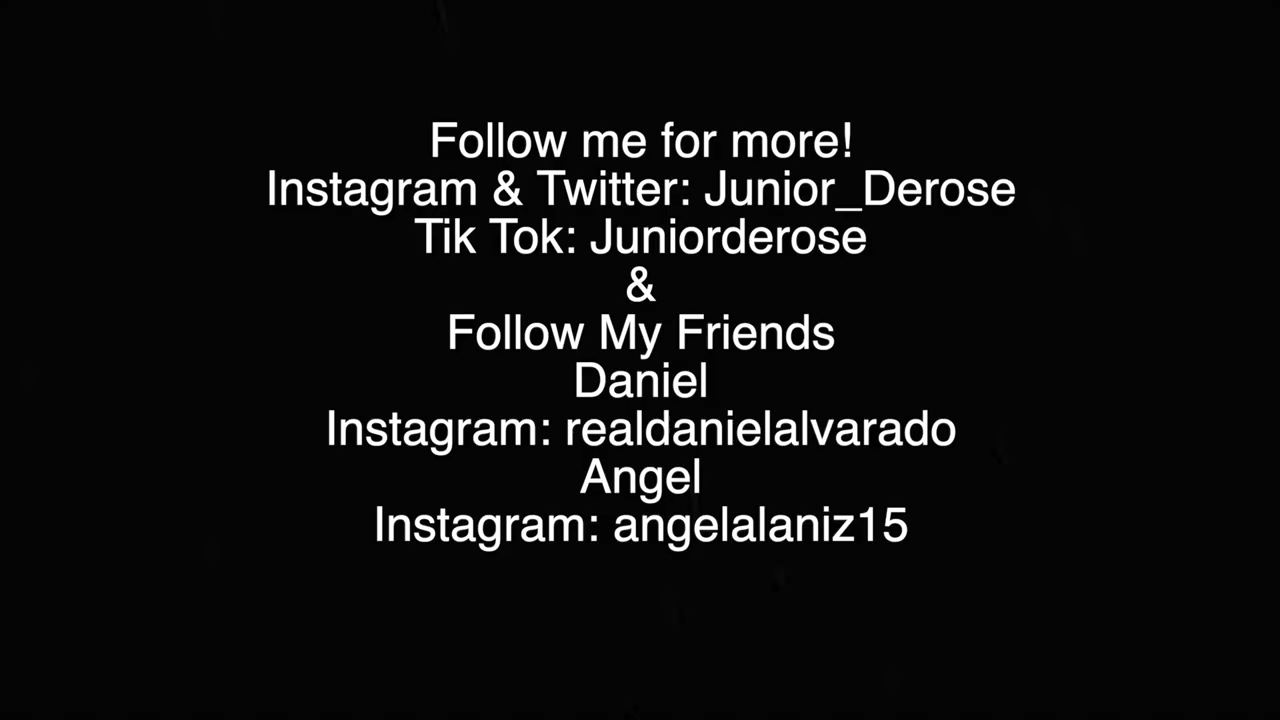 Follow me for more!
Instagram & Twitter: Junior_Derose
Tik Tok: Juniorderose
&
Follow My Friends
Daniel
Instagram: realdanielalvarado
Angel
Instagram: angelalaniz15